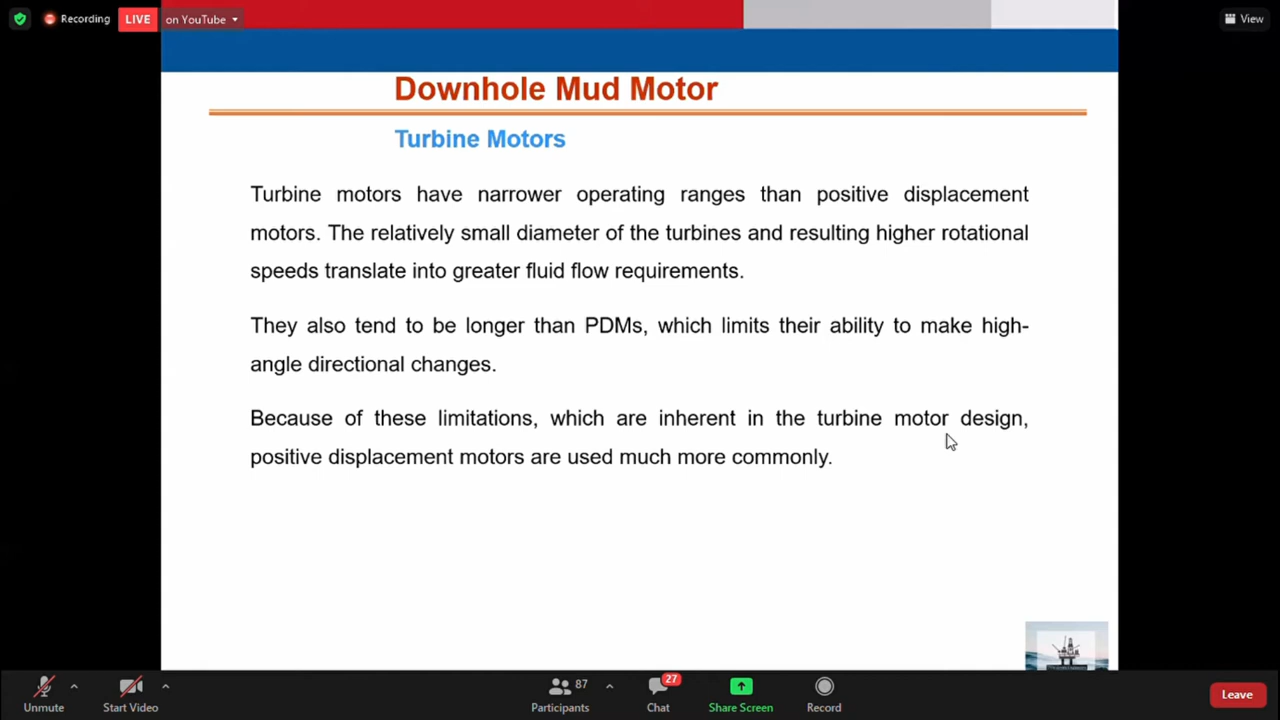 Recording LIVE on YouTube View
Downhole Mud Motor
Turbine Motors
Turbine motors have narrower operating ranges than positive displacement
motors. The relatively small diameter of the turbines and resulting higher rotational
speeds translate into greater fluid flow requirements.
They also tend to be longer than PDMs, which limits their ability to make high-
angle directional changes.
Because of these limitations, which are inherent in the turbine motor design,
positive displacement motors are used much more commonly.
87 27
Unmute Start Video Participants Chat Share Screen Record Leave